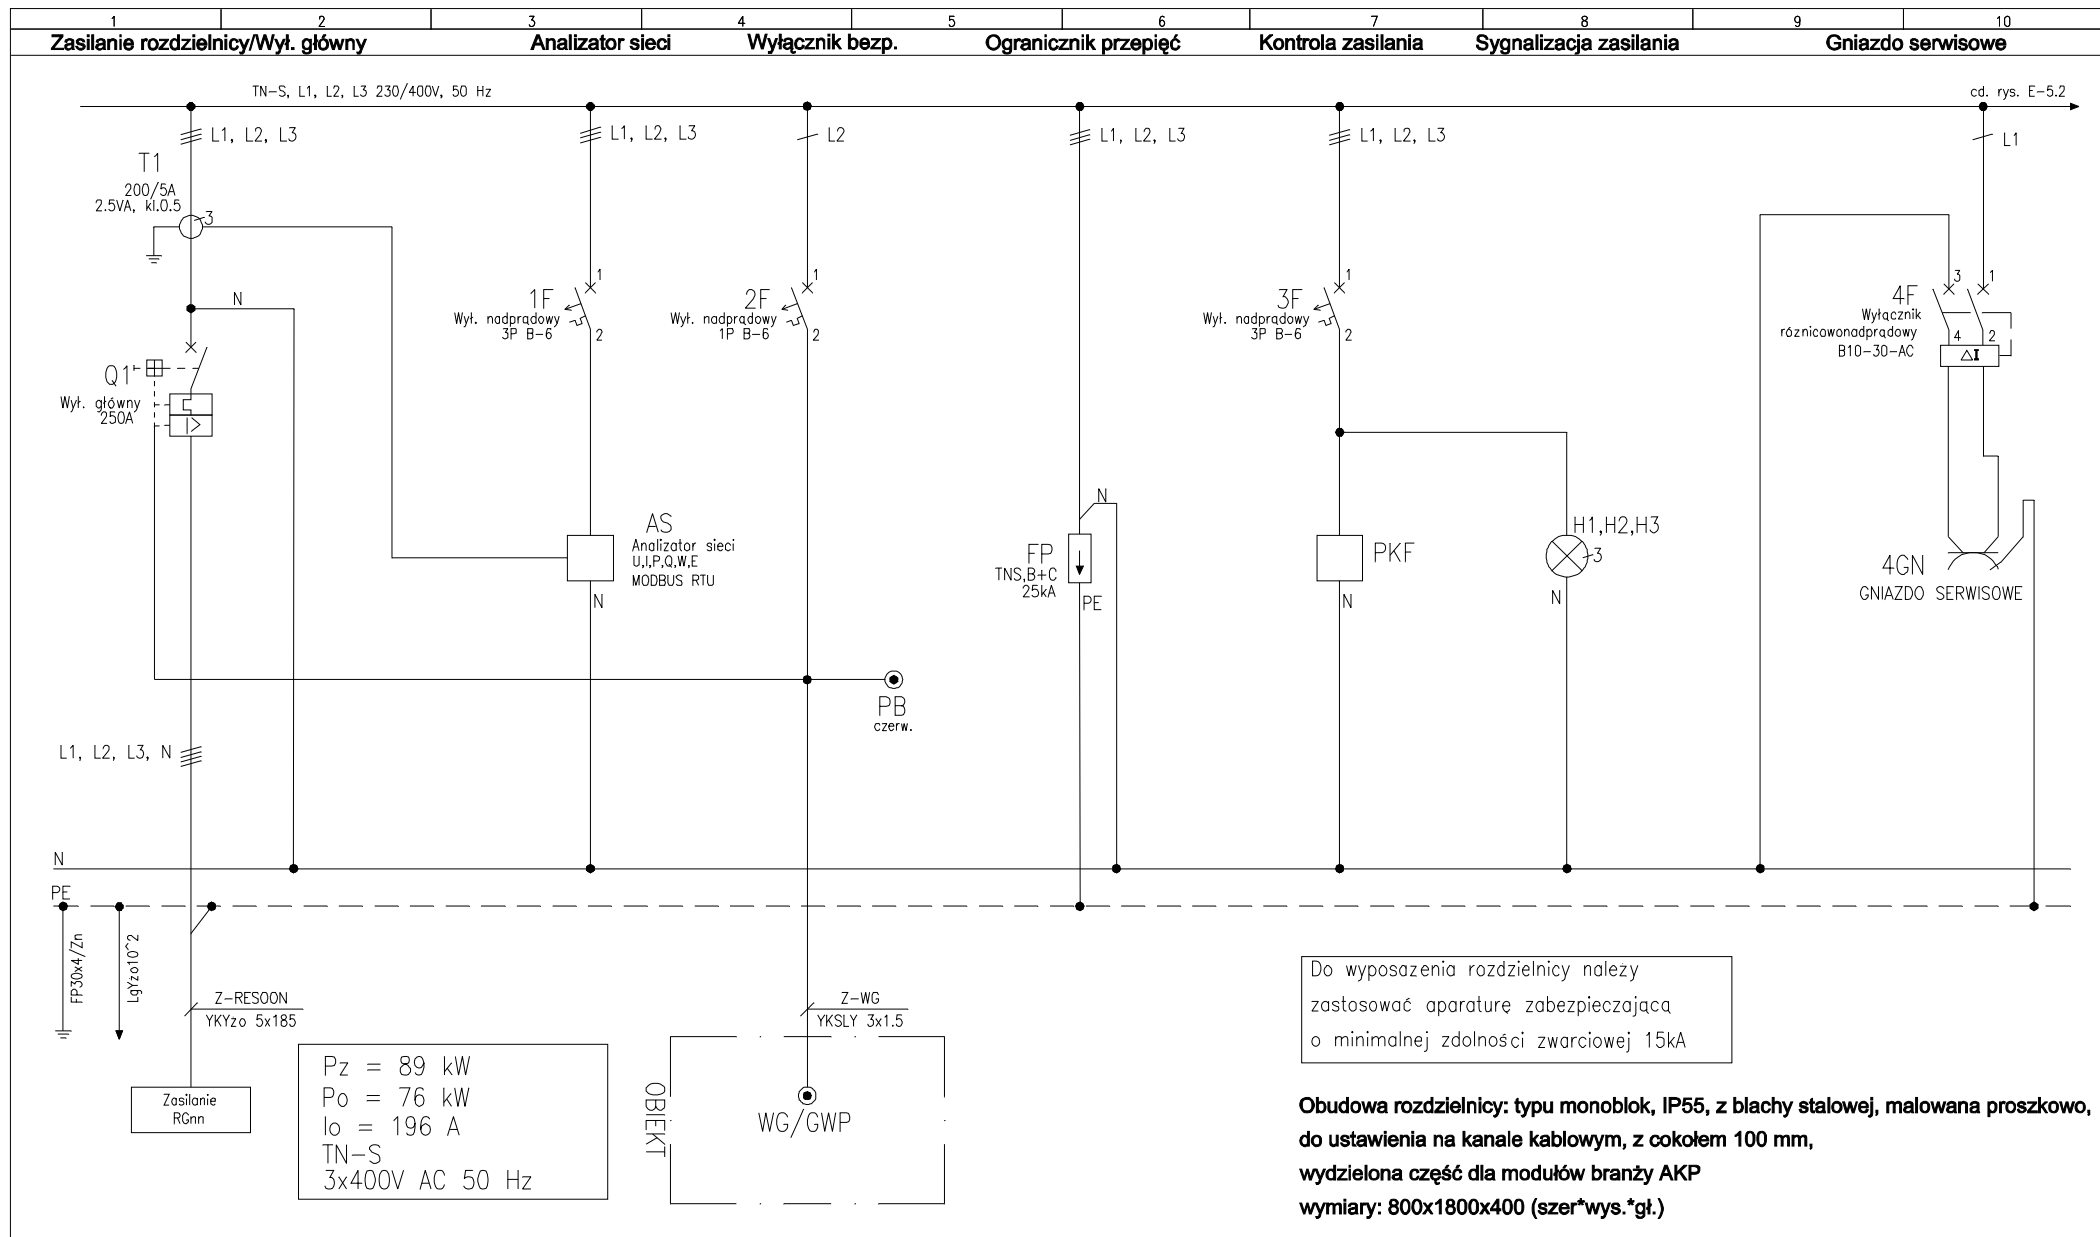 1 2 3 4 5 6 7 8 9 10
Zasilanie rozdzielnicy/Wył. główny
Analizator sieci
Wyłącznik bezp.
Ogranicznik przepięć
Kontrola zasilania
Sygnalizacja zasilania
Gniazdo serwisowe
TN-S, L1, L2, L3 230/400V, 50 Hz
cd. rys. E-5.2
L1, L2, L3
L1, L2, L3
L2
L1, L2, L3
L1, L2, L3
L1
T1
200/5A
2.5VA, kl.0.5
3
N
Q1
Wył. główny
250A
1F
Wył. nadprądowy
3P B-6
1
2
2F
Wył. nadprądowy
1P B-6
1
2
3F
Wył. nadprądowy
3P B-6
1
2
3
1
4F
Wyłącznik
róznicowonadprądowy
B10-30-AC
4
2
ΔI
AS
Analizator sieci
U,I,P,Q,W,E
MODBUS RTU
N
N
FP
TNS,B+C
25kA
PE
PKF
N
H1,H2,H3
3
N
4GN
GNIAZDO SERWISOWE
PB
czerw.
L1, L2, L3, N
N
PE
FP30x4/Zn
LgYżo10^2
Z-RESOON
YKYżo 5x185
Z-WG
YKSLY 3x1.5
Zasilanie
RGnn
Pz = 89 kW
Po = 76 kW
Io = 196 A
TN-S
3x400V AC 50 Hz
OBIEKT
WG/GWP
Do wyposazenia rozdzielnicy należy
zastosować aparaturę zabezpieczającą
o minimalnej zdolności zwarciowej 15kA
Obudowa rozdzielnicy: typu monoblok, IP55, z blachy stalowej, malowana proszkowo,
do ustawienia na kanale kablowym, z cokołem 100 mm,
wydzielona część dla modułów branży AKP
wymiary: 800x1800x400 (szer*wys.*gł.)
I>